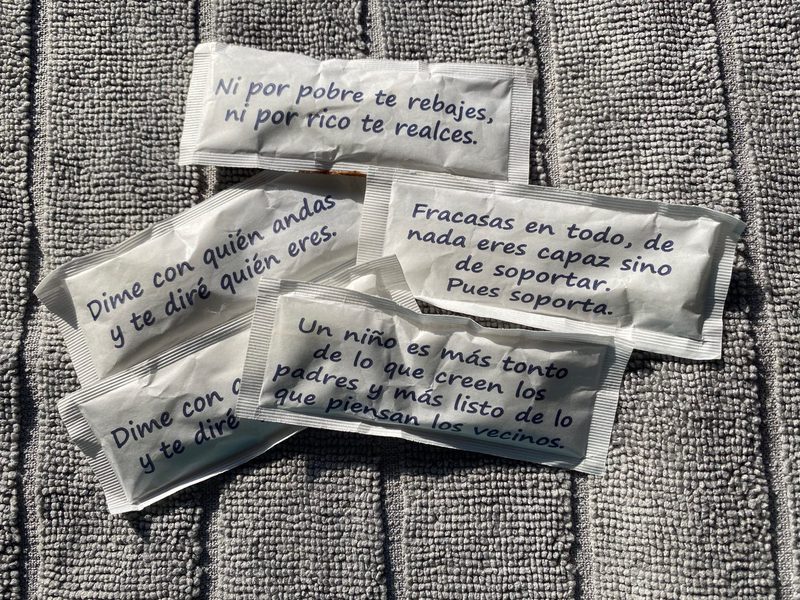 Ni por pobre te rebajes,
ni por rico te realces.
Dime con quién andas
y te diré quién eres.
Fracasas en todo, de
nada eres capaz sino
de soportar.
Pues soporta.
Un niño es más tonto
de lo que creen los
padres y más listo de lo
que piensan los vecinos.
Dime con q
y te diré